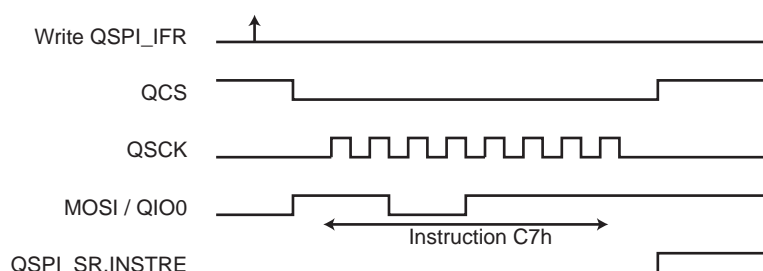 Write QSPI_IFR
QCS
QSCK
MOSI / QIO0
Instruction C7h
QSPI_SR.INSTRE